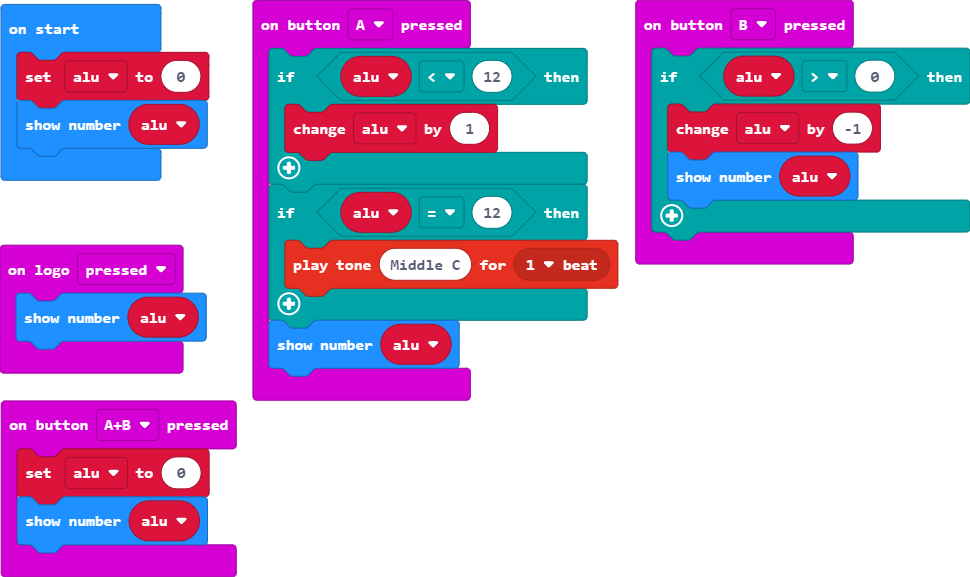 on start
set alu to 0
show number alu
on logo pressed
show number alu
on button A+B pressed
set alu to 0
show number alu
on button A pressed
if alu < 12 then
change alu by 1
if alu = 12 then
play tone Middle C for 1 beat
show number alu
on button B pressed
if alu > 0 then
change alu by -1
show number alu